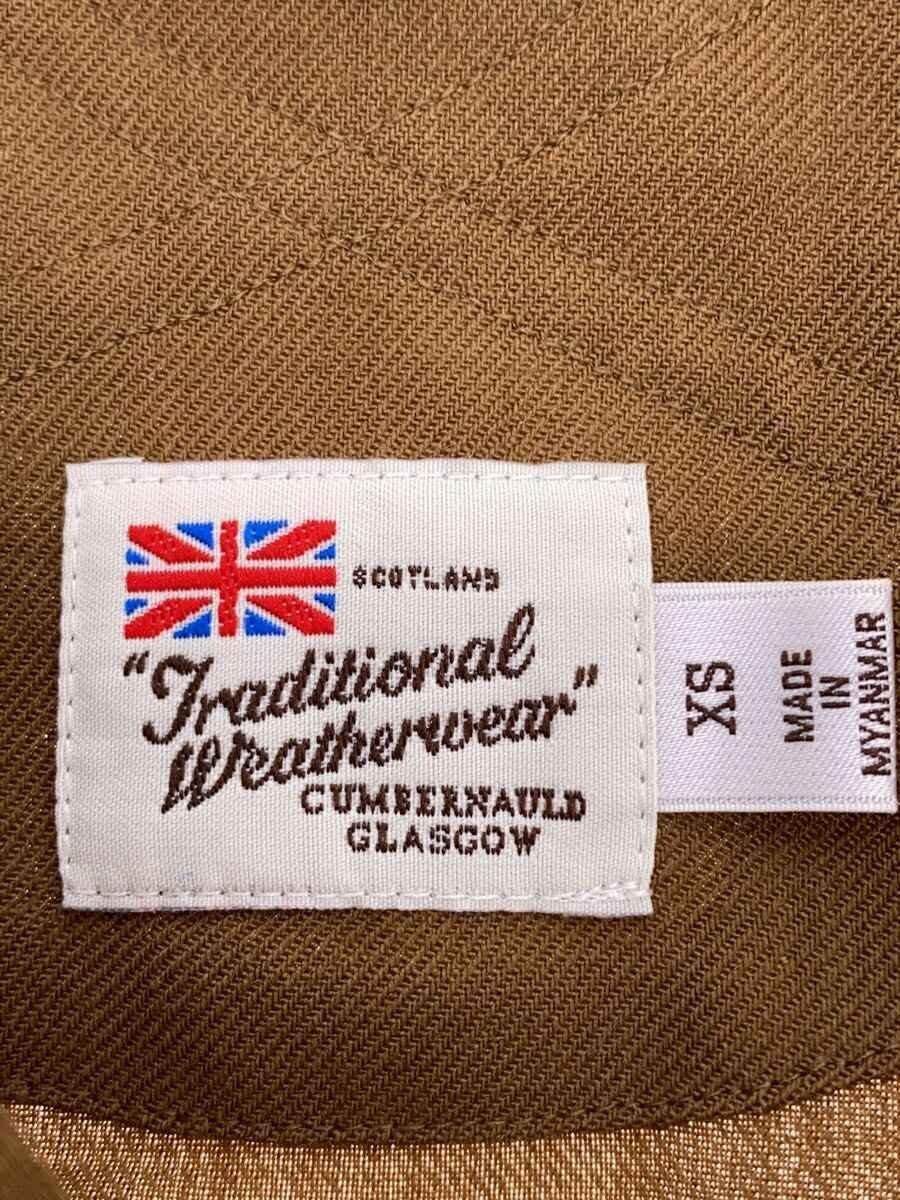 SCOTLAND
"Traditional
Weatherwear"
CUMBERNAULD
GLASGOW
XS
MADE
IN
MYANMAR